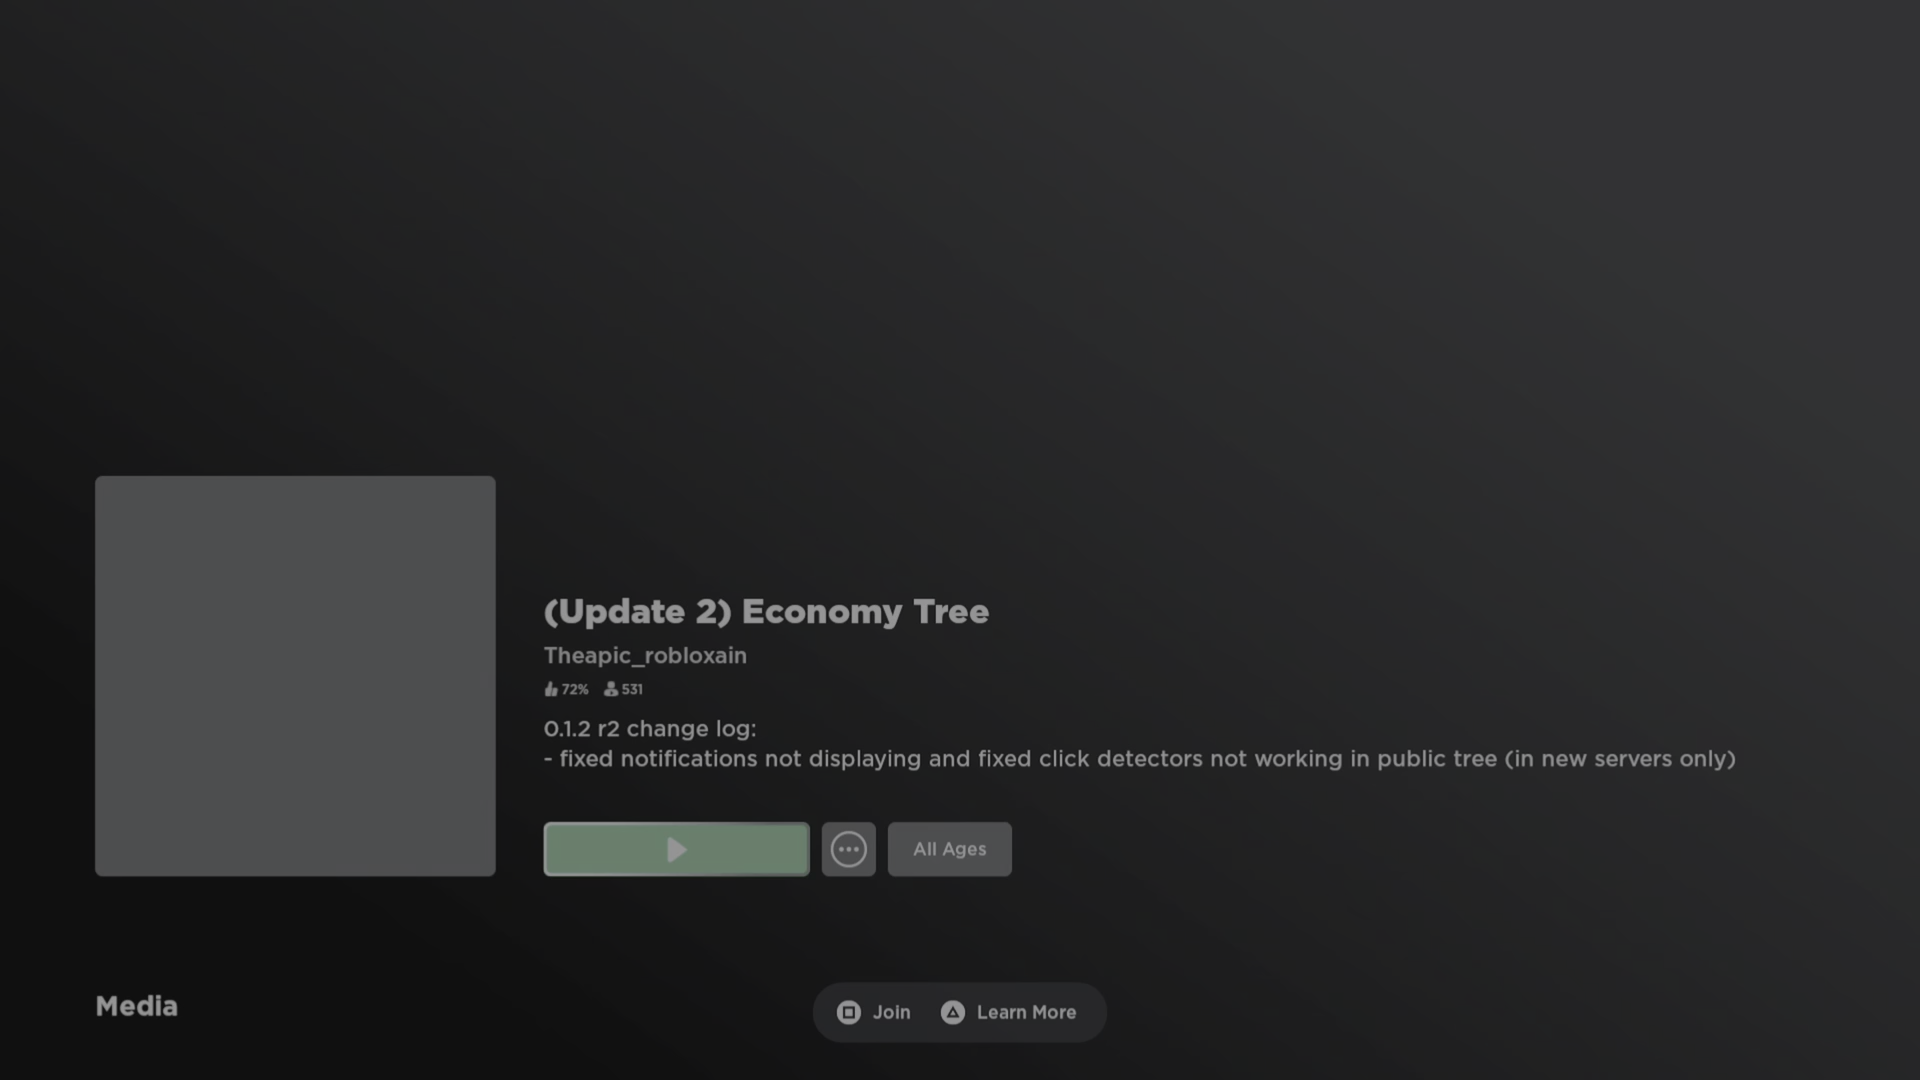 (Update 2) Economy Tree
Theapic_robloxain
72% 531
0.1.2 r2 change log:
- fixed notifications not displaying and fixed click detectors not working in public tree (in new servers only)
All Ages
Media
Join Learn More